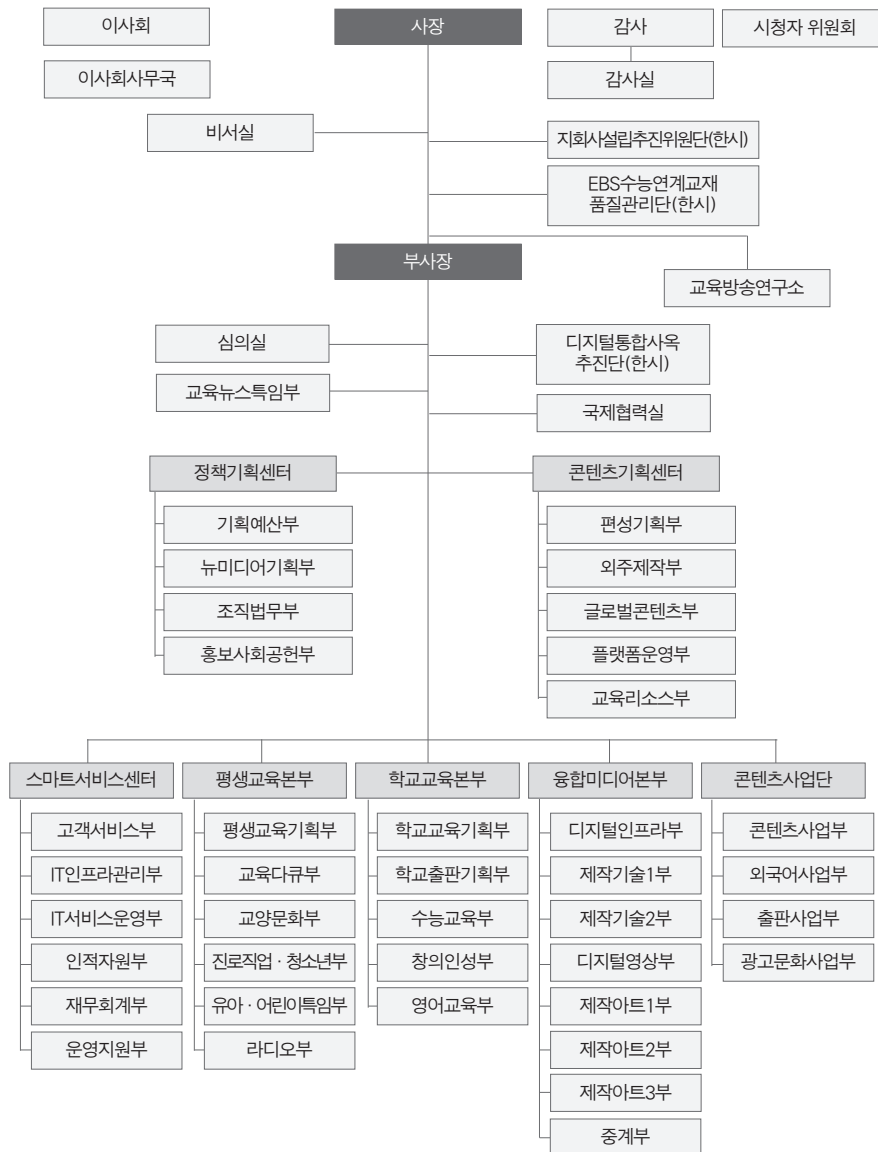 이사회
사장
감사
시청자 위원회
이사회사무국
감사실
비서실
지회사설립추진위원단(한시)
EBS수능연계교재
품질관리단(한시)
부사장
교육방송연구소
심의실
디지털통합사옥
추진단(한시)
교육뉴스특임부
국제협력실
정책기획센터
기획예산부
뉴미디어기획부
조직법무부
홍보사회공헌부
콘텐츠기획센터
편성기획부
외주제작부
글로벌콘텐츠부
플랫폼운영부
교육리소스부
스마트서비스센터
고객서비스부
IT인프라관리부
IT서비스운영부
인적자원부
재무회계부
운영지원부
평생교육본부
평생교육기획부
교육다큐부
교양문화부
진로직업 · 청소년부
유아 · 어린이특임부
라디오부
학교교육본부
학교교육기획부
학교출판기획부
수능교육부
창의인성부
영어교육부
융합미디어본부
디지털인프라부
제작기술1부
제작기술2부
디지털영상부
제작아트1부
제작아트2부
제작아트3부
중계부
콘텐츠사업단
콘텐츠사업부
외국어사업부
출판사업부
광고문화사업부